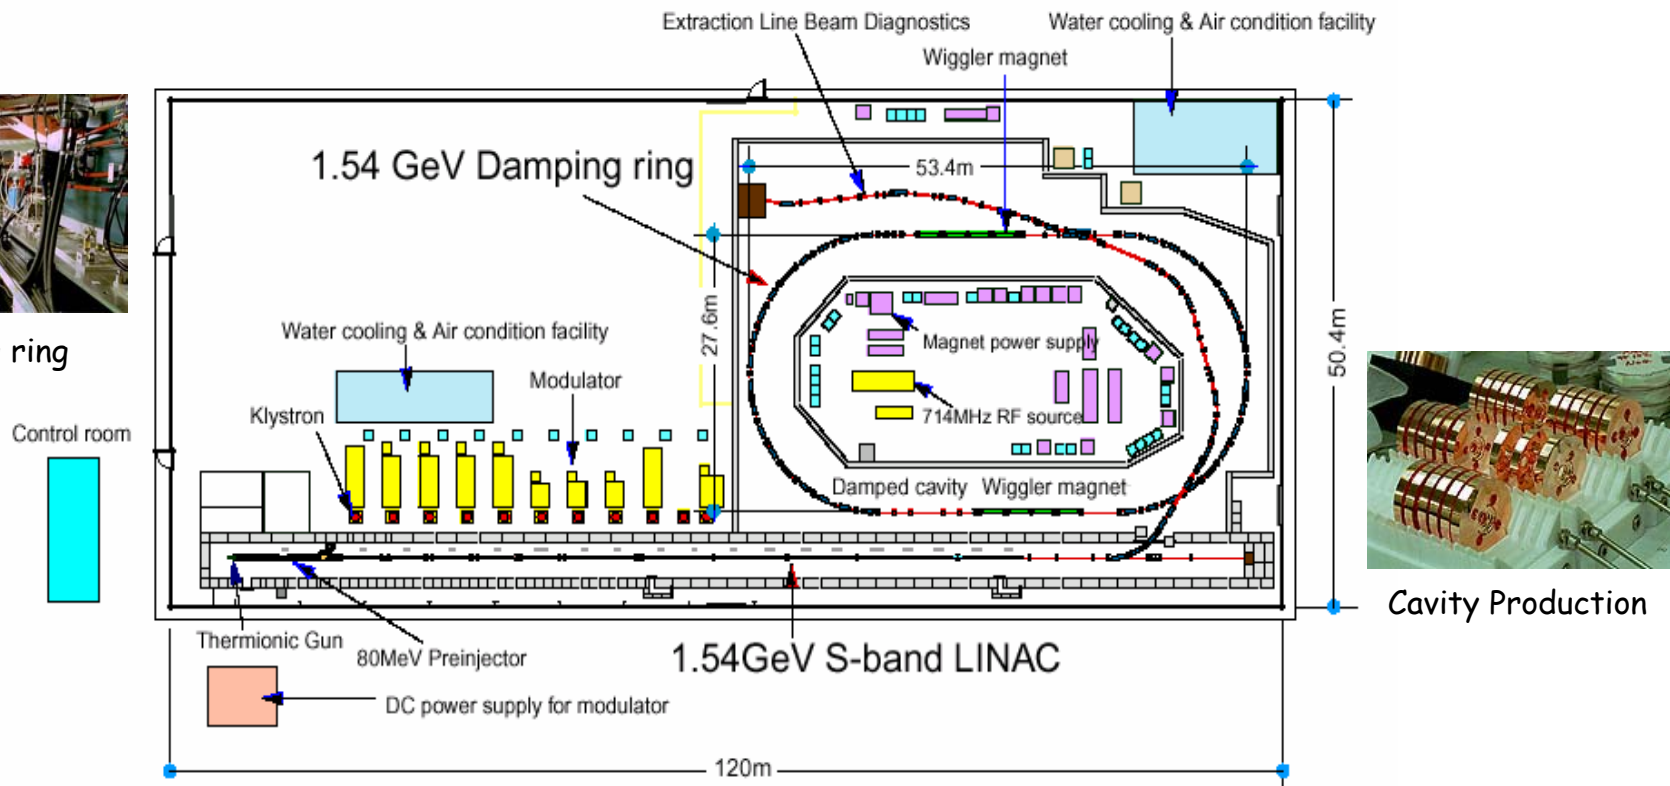 Extraction Line Beam Diagnostics
Water cooling & Air condition facility
Wiggler magnet
1.54 GeV Damping ring
53.4m
27.6m
50.4m
ring
Water cooling & Air condition facility
Magnet power supply
Modulator
Klystron
714MHz RF source
Control room
Damped cavity
Wiggler magnet
Cavity Production
Thermionic Gun
80MeV Preinjector
1.54GeV S-band LINAC
DC power supply for modulator
120m